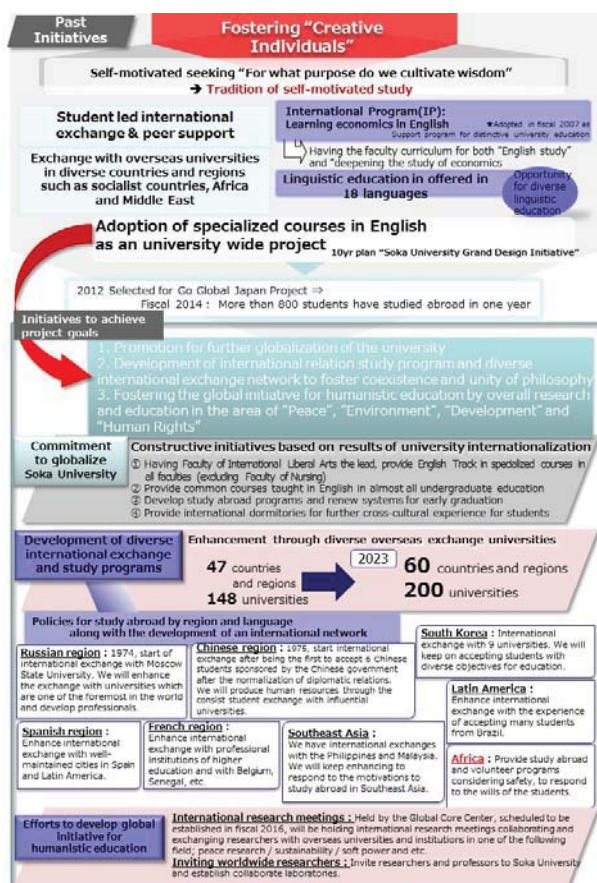 Past
Initiatives
Fostering “Creative
Individuals”
Self-motivated seeking “For what purpose do we cultivate wisdom”
➔ Tradition of self-motivated study
Student led international
exchange & peer support
Exchange with overseas universities
in diverse countries and regions
such as socialist countries, Africa
and Middle East
International Program(IP):
Learning economics in English
★Adopted in fiscal 2007 as
Support program for distinctive university education
Having the faculty curriculum for both “English study”
and “deepening the study of economics
Linguistic education in offered in
18 languages
Opportunity
for diverse
linguistic
education
Adoption of specialized courses in English
as an university wide project
10yr plan “Soka University Grand Design Initiative”
2012 Selected for Go Global Japan Project ⇒
Fiscal 2014 : More than 800 students have studied abroad in one year
Initiatives to achieve
project goals
1. Promotion for further globalization of the university
2. Development of international relation study program and diverse
international exchange network to foster coexistence and unity of philosophy
3. Fostering the global initiative for humanistic education by overall research
and education in the area of “Peace”, “Environment”, “Development” and
“Human Rights”
Commitment
to globalize
Soka University
Constructive initiatives based on results of university internationalization
① Having Faculty of International Liberal Arts the lead, provide English Track in specialized courses in
all faculties (excluding Faculty of Nursing)
② Provide common courses taught in English in almost all undergraduate education
③ Develop study abroad programs and renew systems for early graduation
④ Provide international dormitories for further cross-cultural experience for students
Development of diverse
international exchange
and study programs
Enhancement through diverse overseas exchange universities
47 countries
and regions
148 universities
2023
60 countries and regions
200 universities
Policies for study abroad by region and language
along with the development of an international network
Russian region : 1974, start of
international exchange with Moscow
State University. We will enhance
the exchange with universities which
are one of the foremost in the
world and develop professionals.
Chinese region : 1975, start international
exchange after being the first to accept 6 Chinese
students sponsored by the Chinese government
after the normalization of diplomatic relations.
We will produce human resources through the
consist student exchange with influential
universities.
South Korea : International
exchange with 9 universities. We will
keep on accepting students with
diverse objectives for education.
Latin America :
Enhance international
exchange with the experience
of accepting many students
from Brazil.
Spanish region :
Enhance international
exchange with well-
maintained cities in Spain
and Latin America.
French region :
Enhance international
exchange with professional
institutions of higher
education and with Belgium,
Senegal, etc.
Southeast Asia :
We have international exchanges
with the Philippines and Malaysia.
We will keep enhancing to
respond to the motivations to
study abroad in Southeast Asia.
Africa : Provide study abroad
and volunteer programs
considering safety, to respond
to the wills of the students.
Efforts to develop global
initiative for
humanistic education
International research meetings : Held by the Global Core Center, scheduled to be
established in fiscal 2016, will be holding international research meetings collaborating and
exchanging researchers with overseas universities and institutions in one of the following
field; peace research / sustainability / soft power and etc.
Inviting worldwide researchers : Invite researchers and professors to Soka University
and establish collaborate laboratories.